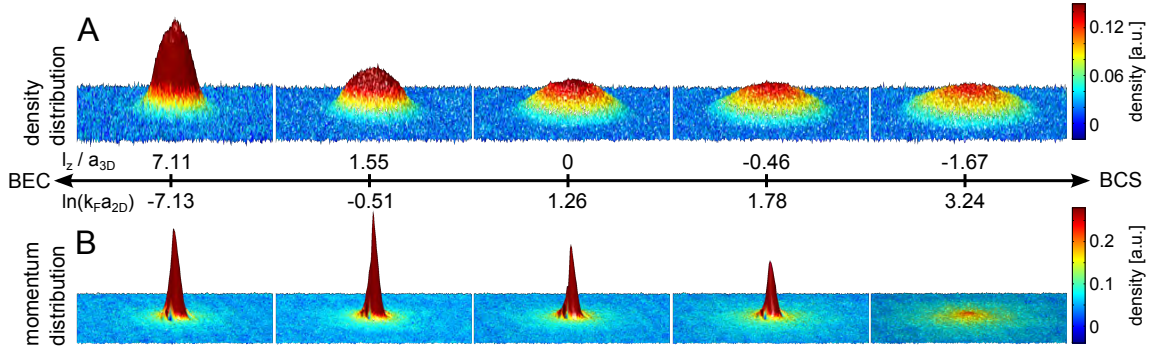 A
density
distribution
0.12
0.06
0
density [a.u.]
l_z / a_3D
7.11 1.55 0 -0.46 -1.67
BEC BCS
ln(k_Fa_2D)
-7.13 -0.51 1.26 1.78 3.24
B
momentum
distribution
0.2
0.1
0
density [a.u.]